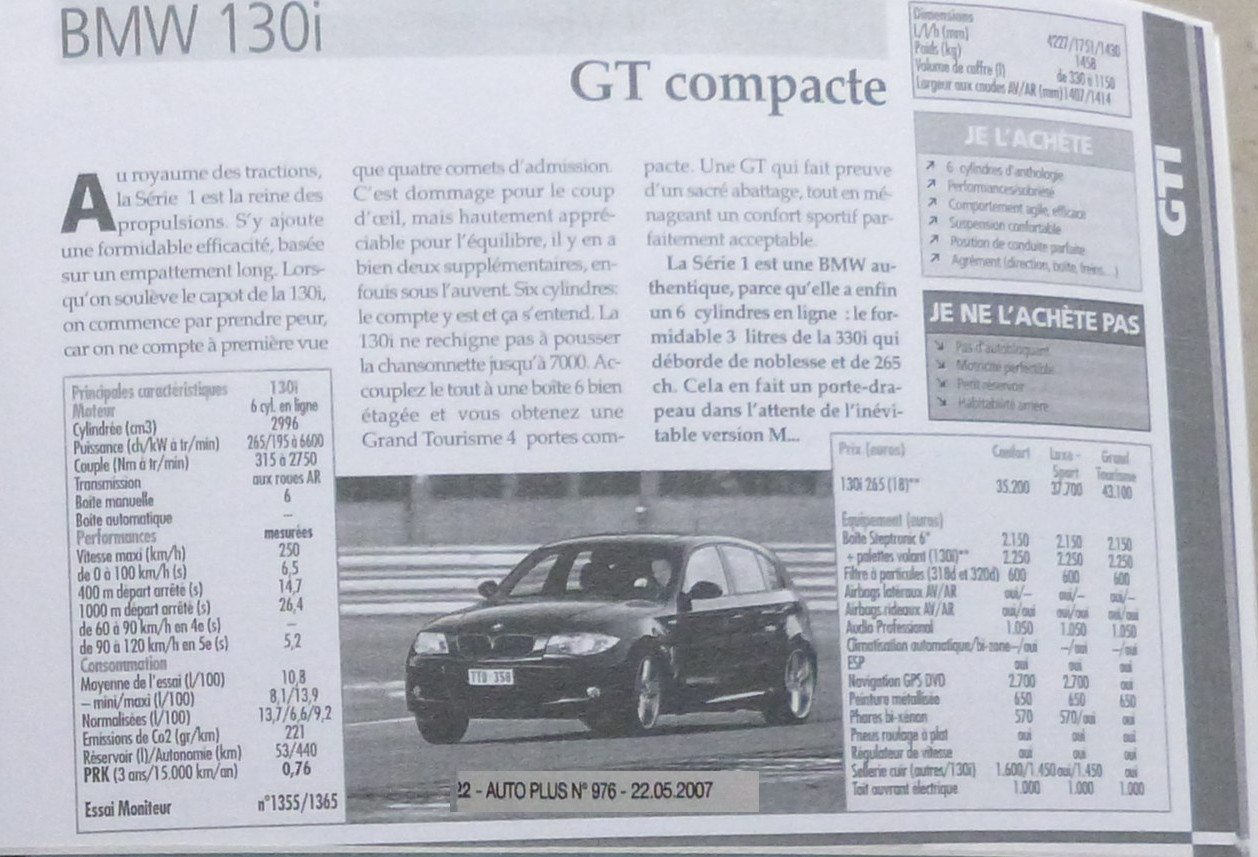 BMW 130i
GT compacte
Au royaume des tractions,
la Série 1 est la reine des
propulsions. S'y ajoute
une formidable efficacité, basée
sur un empattement long. Lors-
qu'on soulève le capot de la 130i,
on commence par prendre peur,
car on ne compte à première vue
que quatre cornets d'admission.
C'est dommage pour le coup
d'œil, mais hautement appré-
ciable pour l'équilibre, il y en a
bien deux supplémentaires, en-
fouis sous l'auvent. Six cylindres:
le compte y est et ça s'entend. La
130i ne rechigne pas à pousser
la chansonnette jusqu'à 7000. Ac-
couplez le tout à une boîte 6 bien
étagée et vous obtenez une
Grand Tourisme 4 portes com-
pacte. Une GT qui fait preuve
d'un sacré abattage, tout en mé-
nageant un confort sportif par-
faitement acceptable.
La Série 1 est une BMW au-
thentique, parce qu'elle a enfin
un 6 cylindres en ligne : le for-
midable 3 litres de la 330i qui
déborde de noblesse et de 265
ch. Cela en fait un porte-dra-
peau dans l'attente de l'inévi-
table version M...
Dimensions
L/l/h (mm) 4227/1751/1430
Poids (kg) 1458
Volume de coffre (l) de 330 à 1150
Largeur aux coudes AV/AR (mm) 1407/1414
JE L'ACHÈTE
6 cylindres d'anthologie
Performances/sobriété
Comportement agile, efficace
Suspension confortable
Position de conduite parfaite
Agrément (direction, boîte, freins...)
JE NE L'ACHÈTE PAS
Pas d'autobloquant
Motricité perfectible
Petit réservoir
Habitabilité arrière
GTI
Principales caractéristiques 130i
Moteur 6 cyl. en ligne
Cylindrée (cm3) 2996
Puissance (ch/kW à tr/min) 265/195 à 6600
Couple (Nm à tr/min) 315 à 2750
Transmission aux roues AR
Boîte manuelle 6
Boîte automatique –
Performances mesurées
Vitesse maxi (km/h) 250
de 0 à 100 km/h (s) 6,5
400 m départ arrêté (s) 14,7
1000 m départ arrêté (s) 26,4
de 60 à 90 km/h en 4e (s) –
de 90 à 120 km/h en 5e (s) 5,2
Consommation
Moyenne de l'essai (l/100) 10,8
– mini/maxi (l/100) 8,1/13,9
Normalisées (l/100) 13,7/6,6/9,2
Emissions de Co2 (gr/km) 221
Réservoir (l)/Autonomie (km) 53/440
PRK (3 ans/15.000 km/an) 0,76
Essai Moniteur n°1355/1365
22 - AUTO PLUS N° 976 - 22.05.2007
Prix (euros) Confort Luxe - Sport Grand Tourisme
130i 265 (18)** 35.200 37.700 43.100
Equipement (euros)
Boîte Steptronic 6* 2.150 2.150 2.150
+ palettes volant (130i)** 2.250 2.250 2.250
Filtre à particules (318d et 320d) 600 600 600
Airbags latéraux AV/AR oui/– oui/– oui/–
Airbags rideaux AV/AR oui/oui oui/oui oui/oui
Audio Professional 1.050 1.050 1.050
Climatisation automatique/bi-zone –/oui –/oui –/oui
ESP oui oui oui
Navigation GPS DVD 2.700 2.700 oui
Peinture métallisée 650 650 650
Phares bi-xénon 570 570/oui oui
Pneus roulage à plat oui oui oui
Régulateur de vitesse oui oui oui
Sellerie cuir (autres/130i) 1.600/1.450 oui/1.450 oui
Toit ouvrant électrique 1.000 1.000 1.000